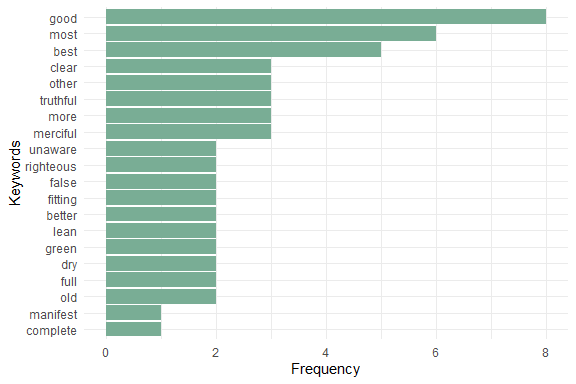 good
most
best
clear
other
truthful
more
merciful
unaware
righteous
false
fitting
better
lean
green
dry
full
old
manifest
complete
Keywords
0 2 4 6 8
Frequency